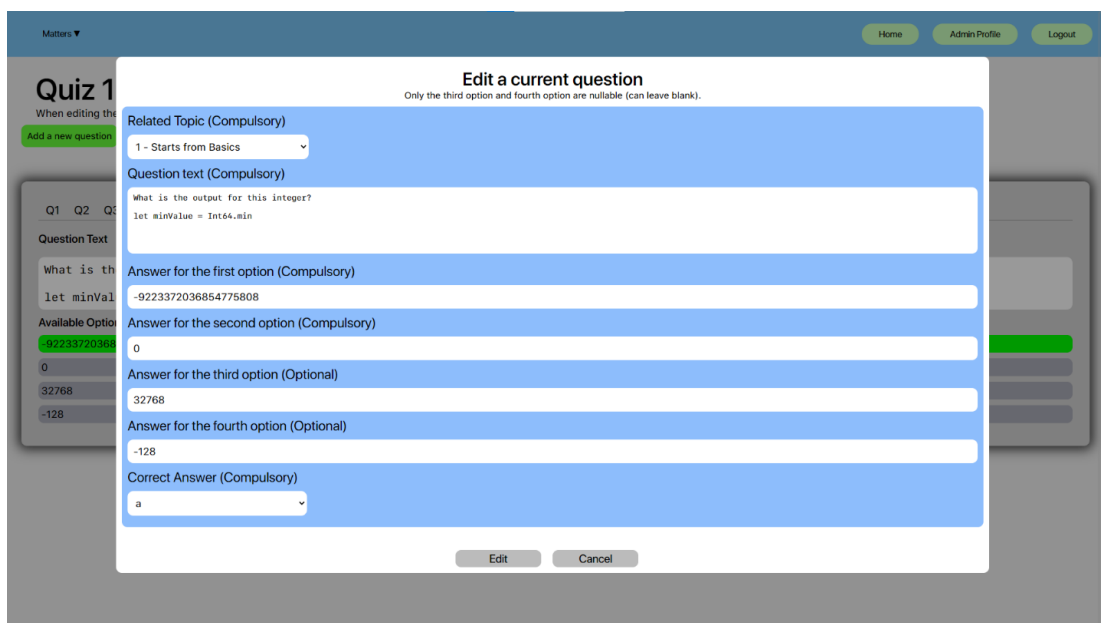 Matters ▼
Home
Admin Profile
Logout
Quiz 1
When editing the
Add a new question
Q1 Q2 Q3
Question Text
What is th
let minVal
Available Optio
-92233720368
0
32768
-128
Edit a current question
Only the third option and fourth option are nullable (can leave blank).
Related Topic (Compulsory)
1 - Starts from Basics
Question text (Compulsory)
What is the output for this integer?
let minValue = Int64.min
Answer for the first option (Compulsory)
-9223372036854775808
Answer for the second option (Compulsory)
0
Answer for the third option (Optional)
32768
Answer for the fourth option (Optional)
-128
Correct Answer (Compulsory)
a
Edit
Cancel